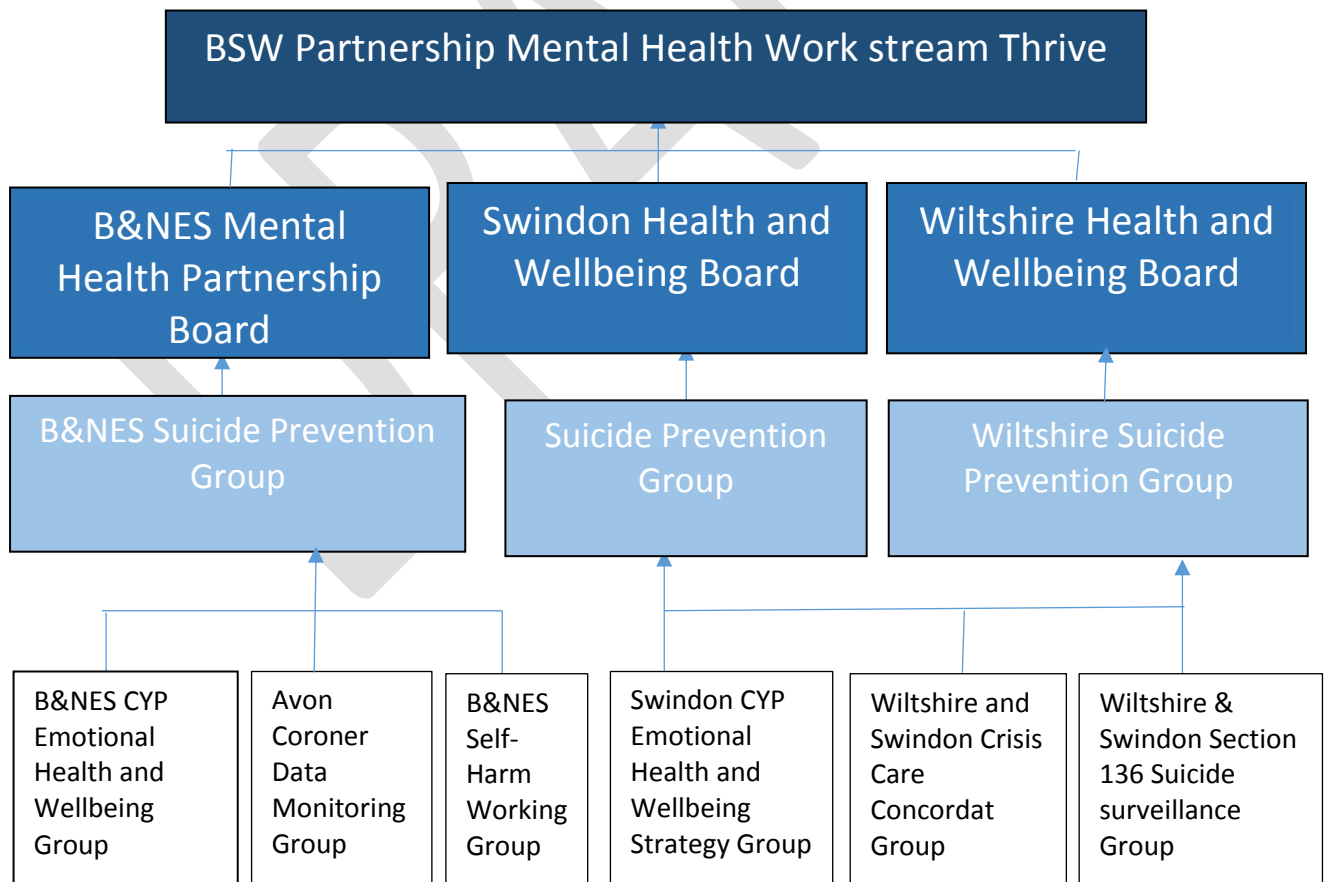 BSW Partnership Mental Health Work stream Thrive
B&NES Mental
Health Partnership
Board
Swindon Health and
Wellbeing Board
Wiltshire Health and
Wellbeing Board
B&NES Suicide Prevention
Group
Suicide Prevention
Group
Wiltshire Suicide
Prevention Group
B&NES CYP
Emotional
Health and
Wellbeing
Group
Avon
Coroner
Data
Monitoring
Group
B&NES
Self-
Harm
Working
Group
Swindon CYP
Emotional
Health and
Wellbeing
Strategy Group
Wiltshire and
Swindon Crisis
Care
Concordat
Group
Wiltshire &
Swindon Section
136 Suicide
surveillance
Group